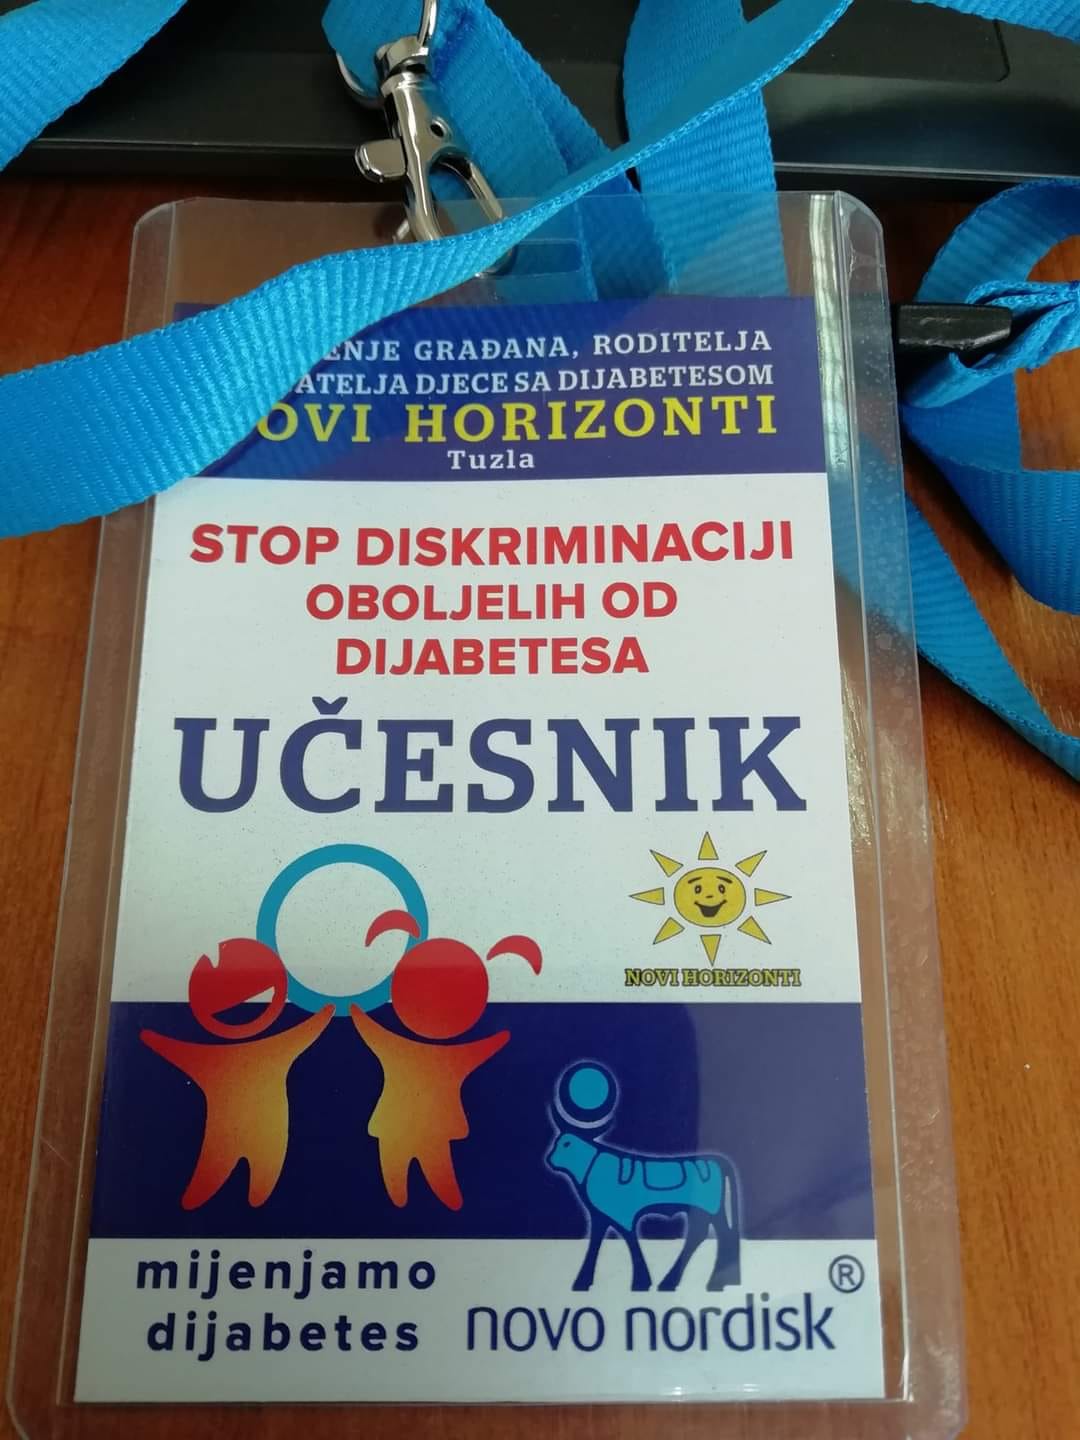 GRAĐANA, RODITELJA
DJECE SA DIJABETESOM
HORIZONTI
Tuzla
STOP DISKRIMINACIJI
OBOLJELIH OD
DIJABETESA
UČESNIK
NOVI HORIZONTI
mijenjamo
dijabetes
novo nordisk®